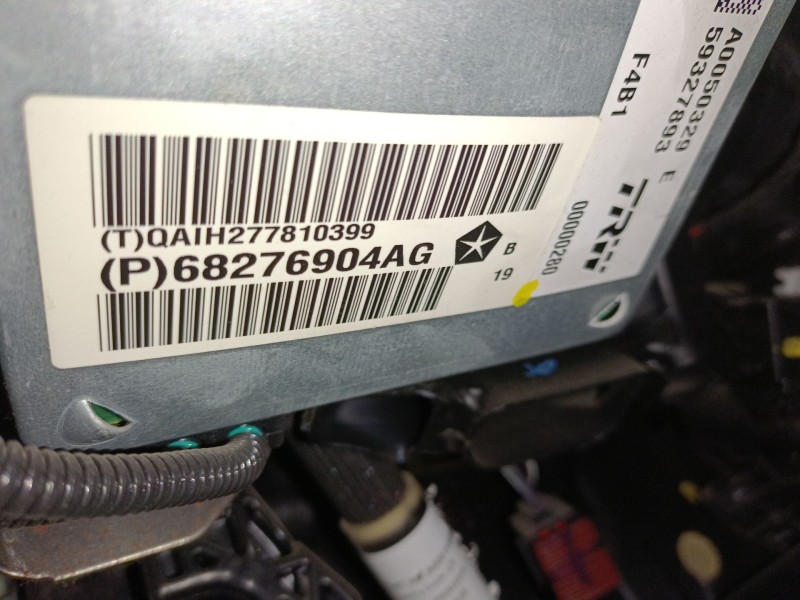 (T)QAIH277810399
(P)68276904AG
B
19
A0050329
59327893 E
F4B1
TRW
00000280